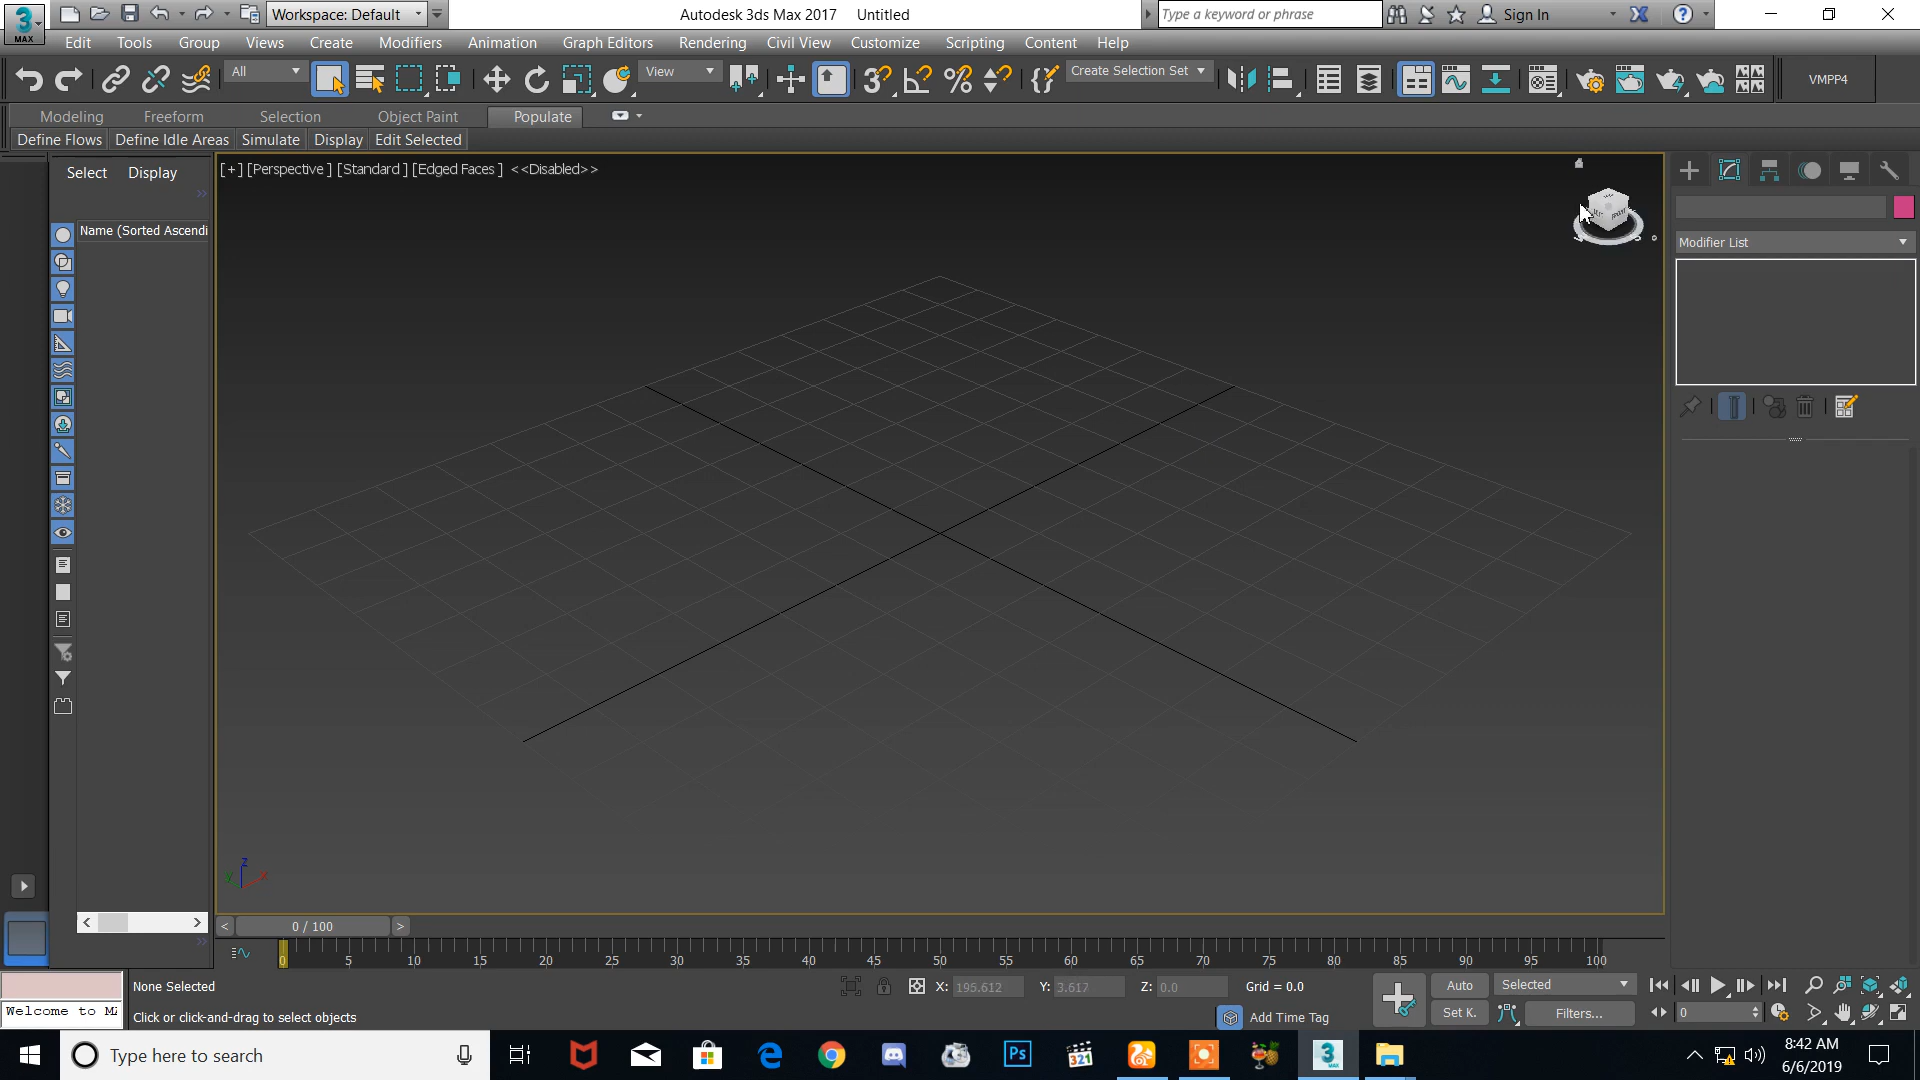 Workspace: Default
Autodesk 3ds Max 2017 Untitled
Type a keyword or phrase
Sign In
MAX
Edit Tools Group Views Create Modifiers Animation Graph Editors Rendering Civil View Customize Scripting Content Help
All
View
Create Selection Set
VMPP4
Modeling Freeform Selection Object Paint Populate
Define Flows Define Idle Areas Simulate Display Edit Selected
Select Display
[+] [Perspective ] [Standard ] [Edged Faces ] <<Disabled>>
Name (Sorted Ascendi
Modifier List
z
y
x
0 / 100
0 5 10 15 20 25 30 35 40 45 50 55 60 65 70 75 80 85 90 95 100
None Selected
X: 195.612 Y: 3.617 Z: 0.0 Grid = 0.0
Auto
Selected
Welcome to M
Click or click-and-drag to select objects
Add Time Tag
Set K.
Filters...
0
Type here to search
Ps
321
3
MAX
8:42 AM
6/6/2019